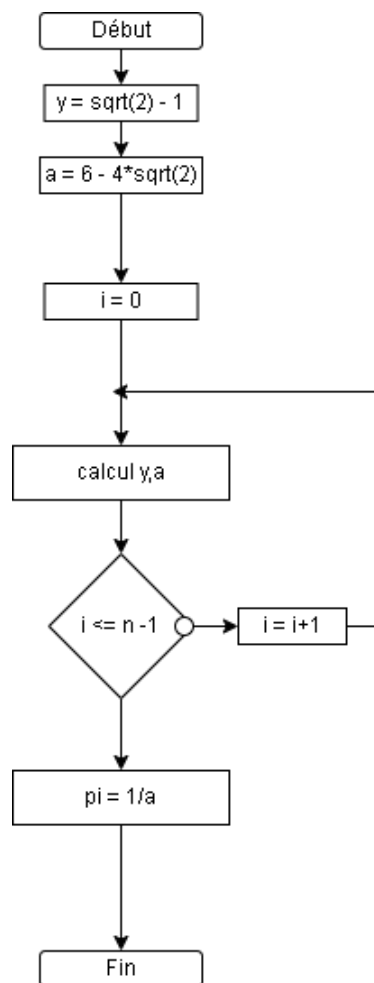 Début
y = sqrt(2) - 1
a = 6 - 4*sqrt(2)
i = 0
calcul y,a
i <= n -1
i = i+1
pi = 1/a
Fin